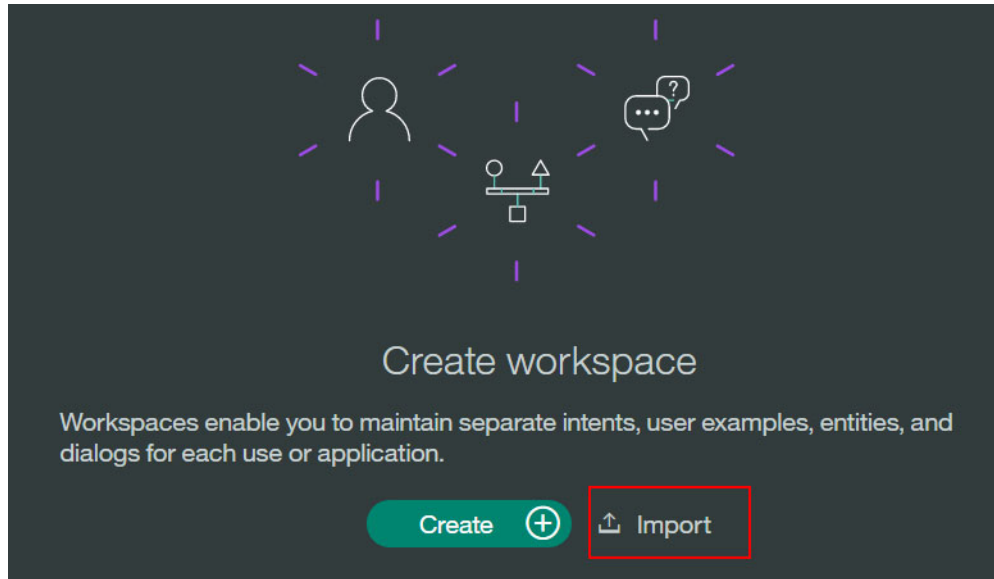 ?
Create workspace
Workspaces enable you to maintain separate intents, user examples, entities, and
dialogs for each use or application.
Create
Import